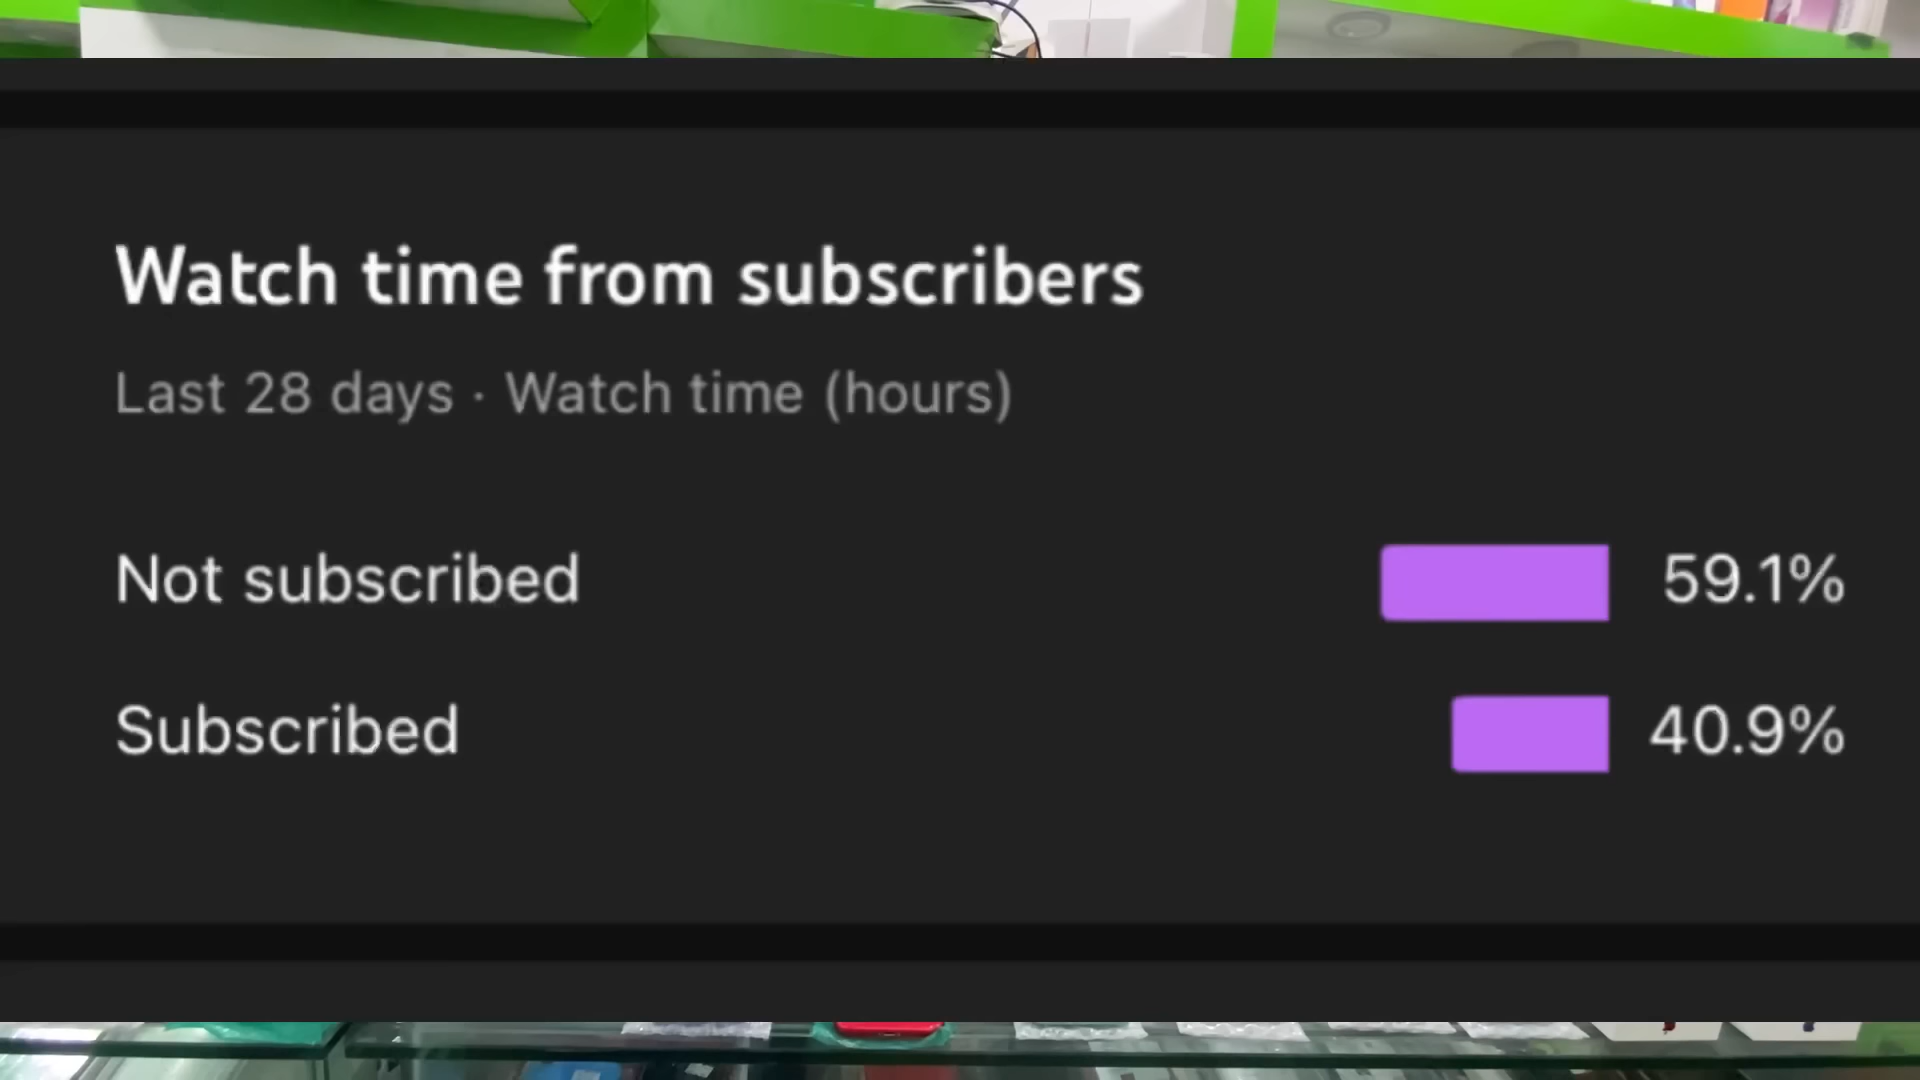 Watch time from subscribers
Last 28 days · Watch time (hours)
Not subscribed 59.1%
Subscribed 40.9%